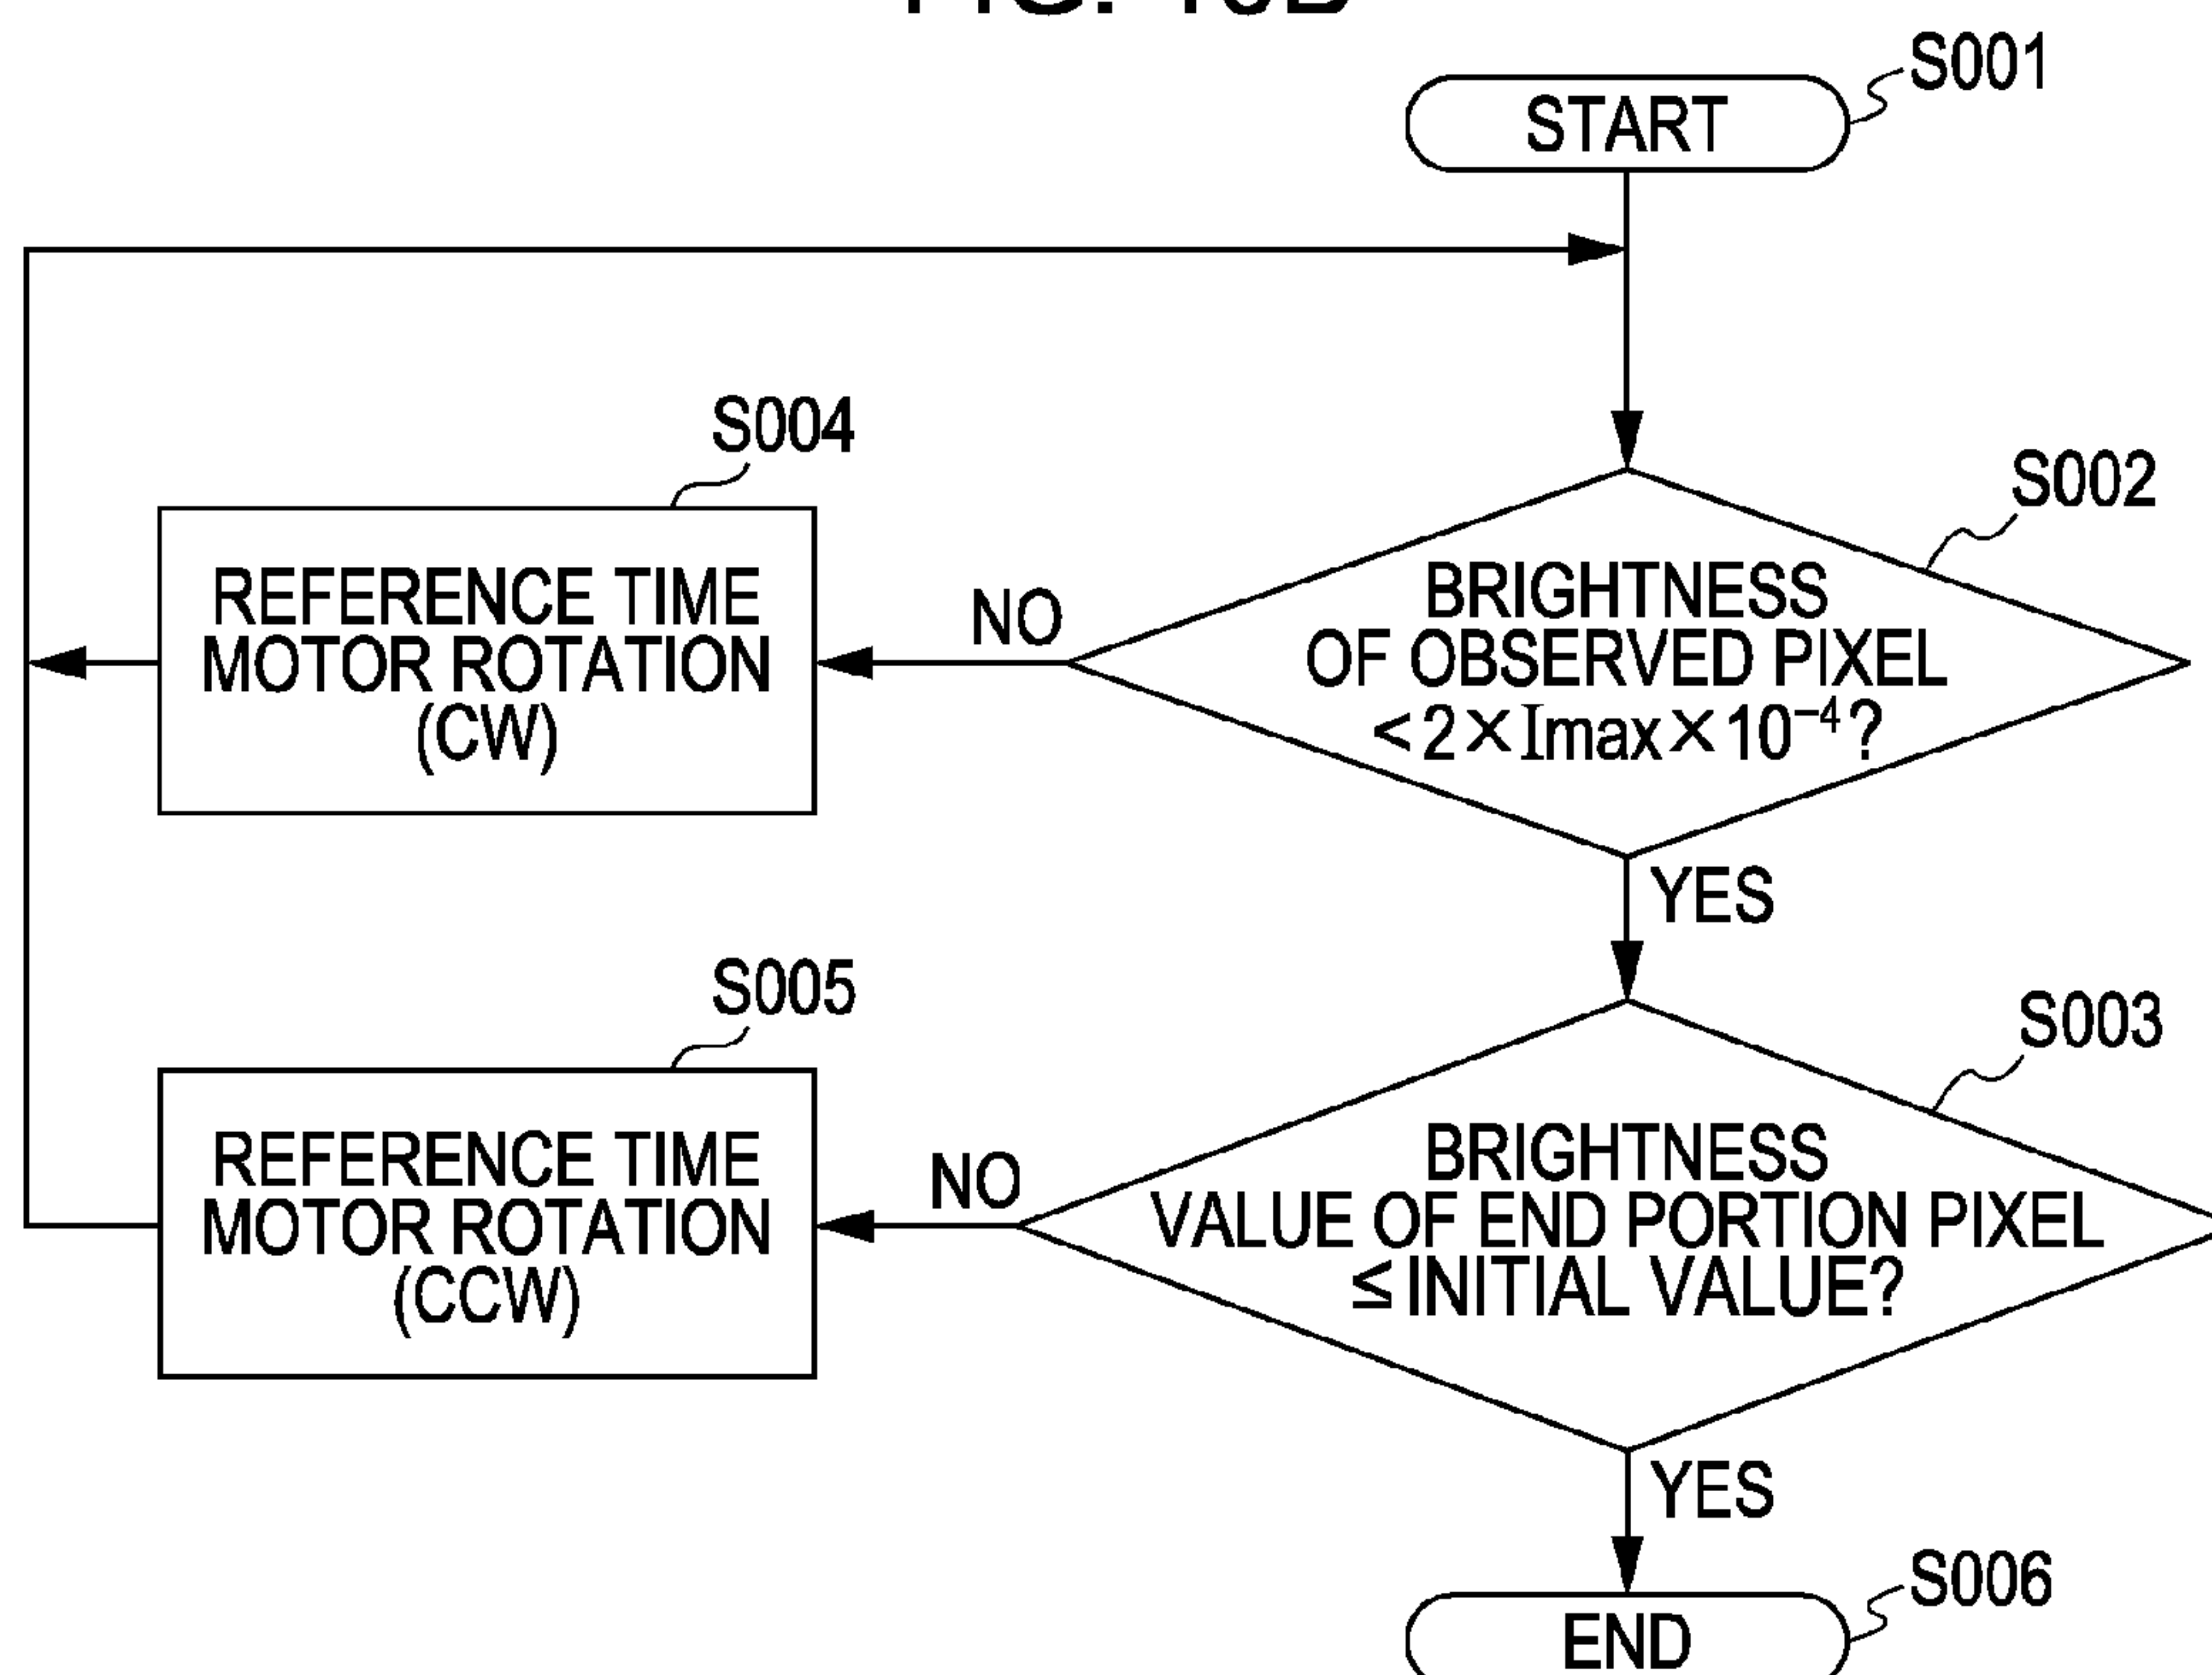 S001
START
S004
S002
REFERENCE TIME
MOTOR ROTATION
(CW)
NO
BRIGHTNESS
OF OBSERVED PIXEL
<2×Imax×10⁻⁴?
YES
S005
S003
REFERENCE TIME
MOTOR ROTATION
(CCW)
NO
BRIGHTNESS
VALUE OF END PORTION PIXEL
≤INITIAL VALUE?
YES
S006
END